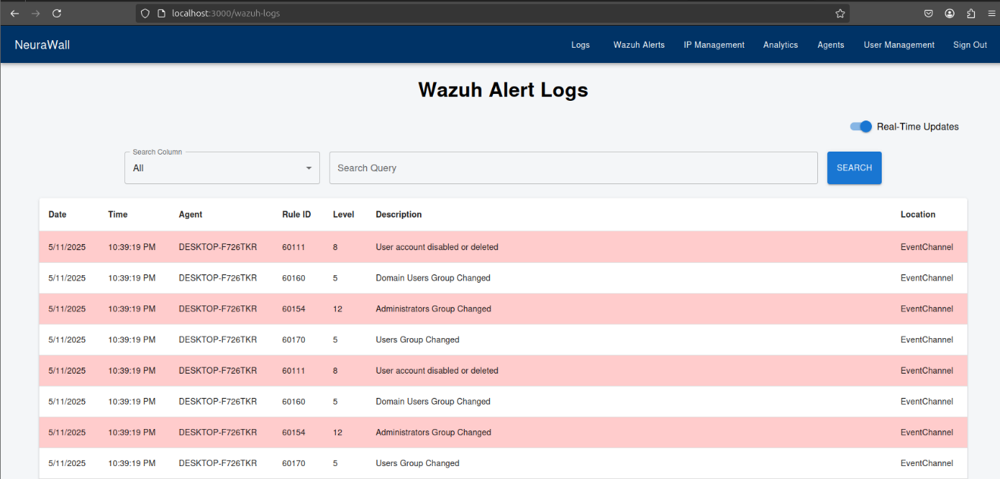 localhost:3000/wazuh-logs
NeuraWall Logs Wazuh Alerts IP Management Analytics Agents User Management Sign Out
Wazuh Alert Logs
Real-Time Updates
Search Column
All Search Query SEARCH
Date Time Agent Rule ID Level Description Location
5/11/2025 10:39:19 PM DESKTOP-F726TKR 60111 8 User account disabled or deleted EventChannel
5/11/2025 10:39:19 PM DESKTOP-F726TKR 60160 5 Domain Users Group Changed EventChannel
5/11/2025 10:39:19 PM DESKTOP-F726TKR 60154 12 Administrators Group Changed EventChannel
5/11/2025 10:39:19 PM DESKTOP-F726TKR 60170 5 Users Group Changed EventChannel
5/11/2025 10:39:19 PM DESKTOP-F726TKR 60111 8 User account disabled or deleted EventChannel
5/11/2025 10:39:19 PM DESKTOP-F726TKR 60160 5 Domain Users Group Changed EventChannel
5/11/2025 10:39:19 PM DESKTOP-F726TKR 60154 12 Administrators Group Changed EventChannel
5/11/2025 10:39:19 PM DESKTOP-F726TKR 60170 5 Users Group Changed EventChannel